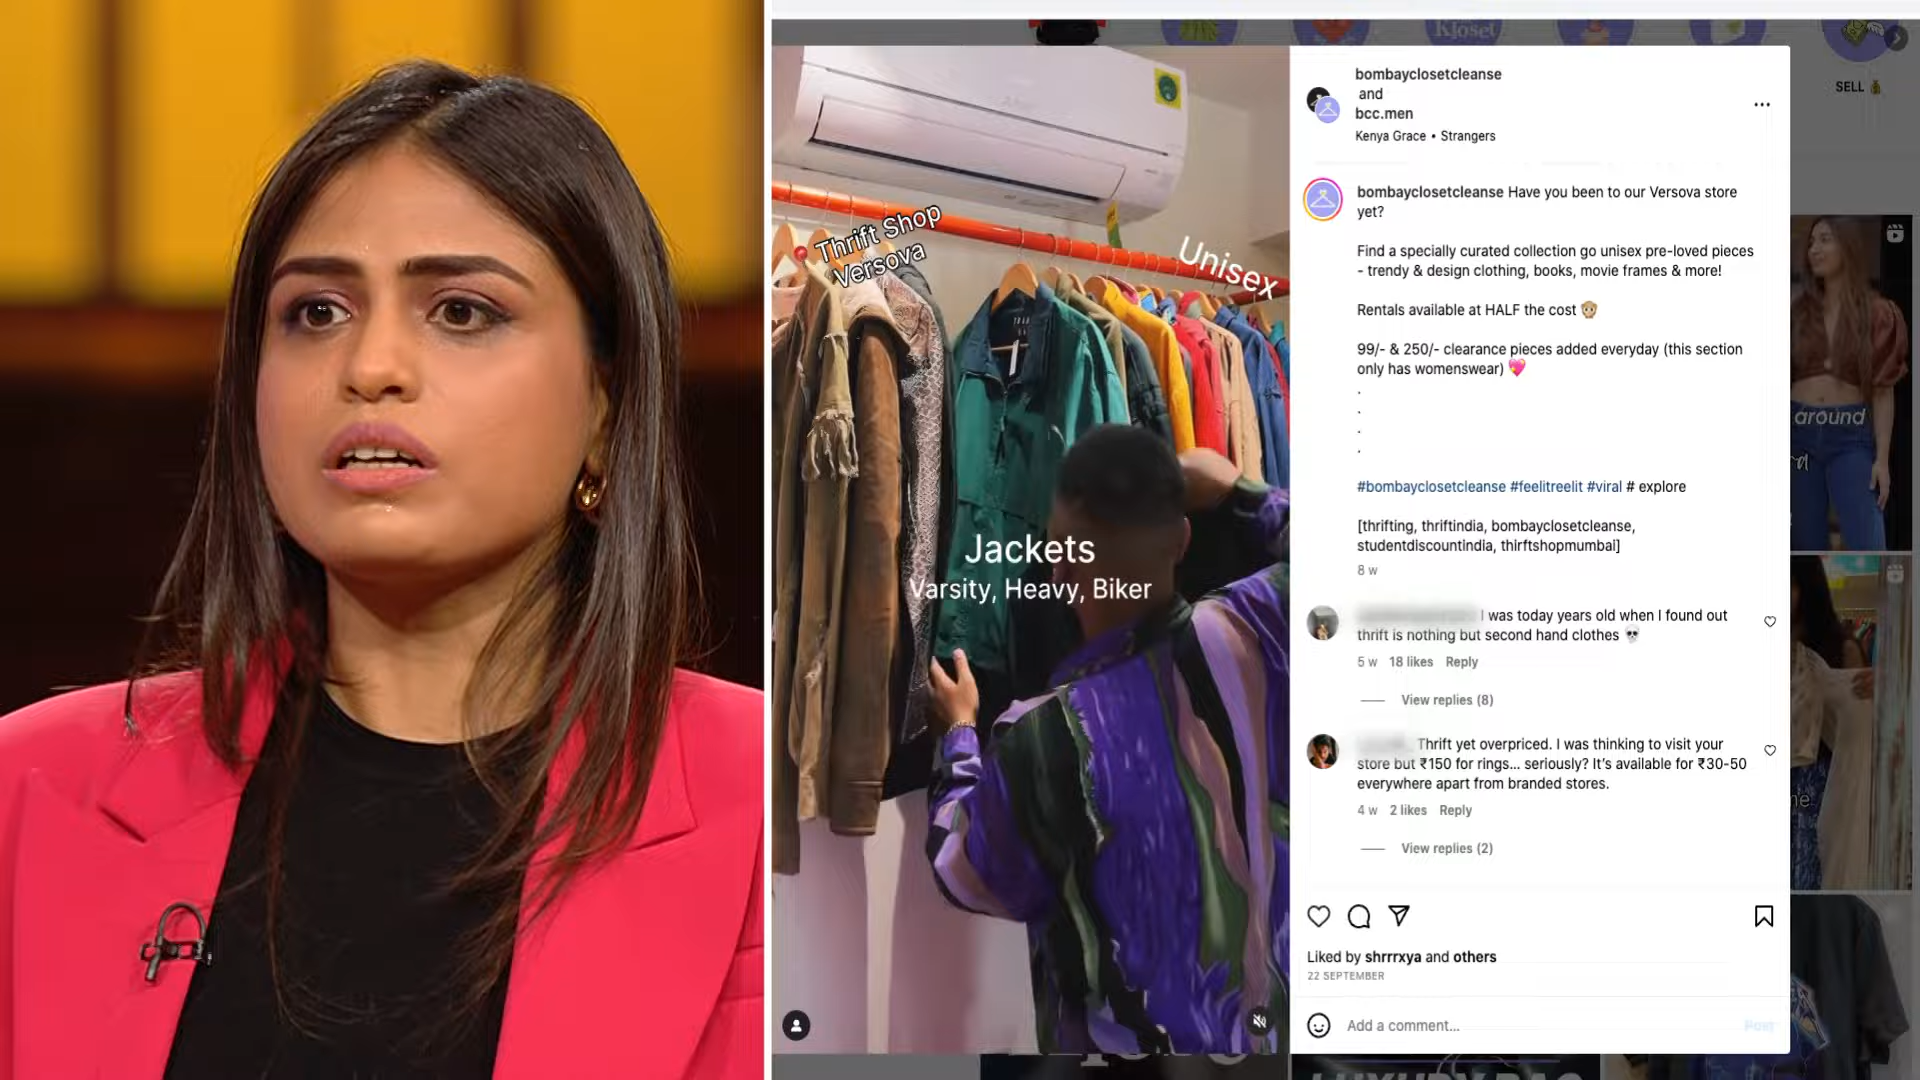 Kloset
SELL 💰
Thrift Shop
Versova
Unisex
Jackets
Varsity, Heavy, Biker
bombayclosetcleanse
and
bcc.men
Kenya Grace • Strangers
bombayclosetcleanse Have you been to our Versova store
yet?
Find a specially curated collection go unisex pre-loved pieces
- trendy & design clothing, books, movie frames & more!
Rentals available at HALF the cost 🙊
99/- & 250/- clearance pieces added everyday (this section
only has womenswear) 💖
.
.
.
.
#bombayclosetcleanse #feelitreelit #viral # explore
[thrifting, thriftindia, bombayclosetcleanse,
studentdiscountindia, thirftshopmumbai]
8 w
I was today years old when I found out
thrift is nothing but second hand clothes 💀
5 w 18 likes Reply
View replies (8)
Thrift yet overpriced. I was thinking to visit your
store but ₹150 for rings... seriously? It's available for ₹30-50
everywhere apart from branded stores.
4 w 2 likes Reply
View replies (2)
Liked by shrrrxya and others
22 SEPTEMBER
Add a comment...
Post
around
LUXURY BAG